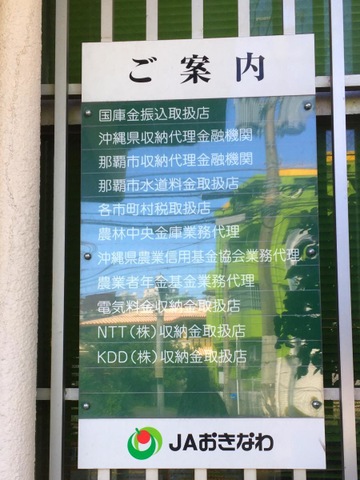 ご案内
国庫金振込取扱店
沖縄県収納代理金融機関
那覇市収納代理金融機関
那覇市水道料金取扱店
各市町村税取扱店
農林中央金庫業務代理
沖縄県農業信用基金協会業務代理
農業者年金基金業務代理
電気料金収納金取扱店
NTT(株)収納金取扱店
KDD(株)収納金取扱店
JAおきなわ